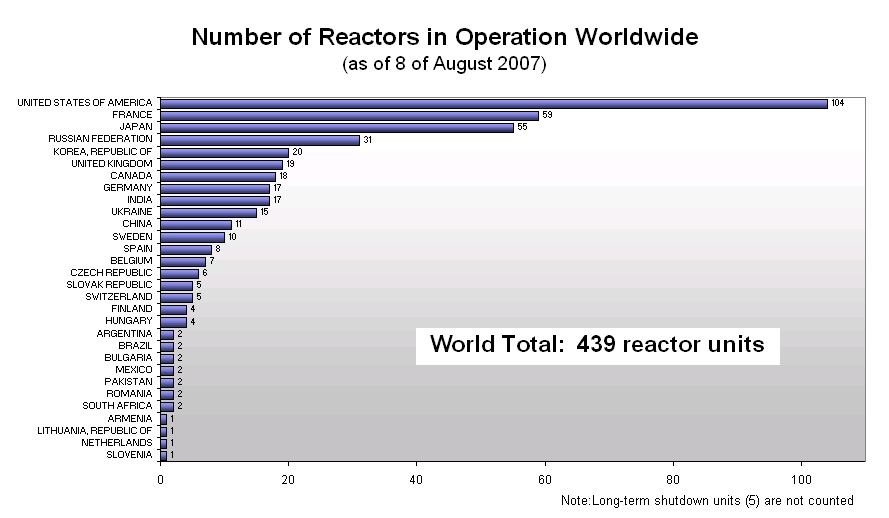 Number of Reactors in Operation Worldwide
(as of 8 of August 2007)
UNITED STATES OF AMERICA 104
FRANCE 59
JAPAN 55
RUSSIAN FEDERATION 31
KOREA, REPUBLIC OF 20
UNITED KINGDOM 19
CANADA 18
GERMANY 17
INDIA 17
UKRAINE 15
CHINA 11
SWEDEN 10
SPAIN 8
BELGIUM 7
CZECH REPUBLIC 6
SLOVAK REPUBLIC 5
SWITZERLAND 5
FINLAND 4
HUNGARY 4
ARGENTINA 2
BRAZIL 2
BULGARIA 2
MEXICO 2
PAKISTAN 2
ROMANIA 2
SOUTH AFRICA 2
ARMENIA 1
LITHUANIA, REPUBLIC OF 1
NETHERLANDS 1
SLOVENIA 1
World Total: 439 reactor units
0 20 40 60 80 100
Note:Long-term shutdown units (5) are not counted